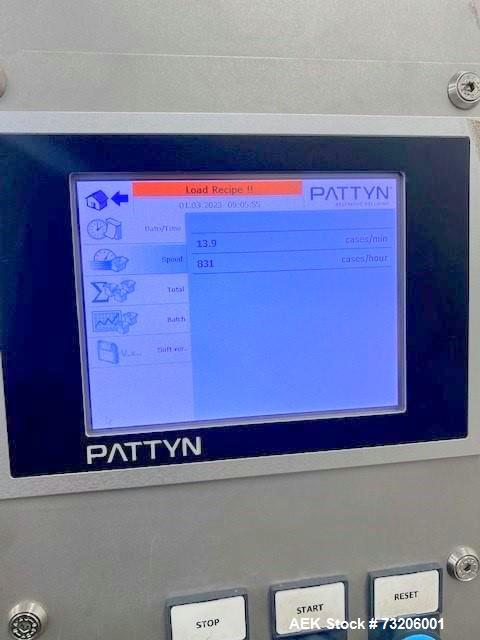 Load Recipe !!
PATTYN
01.03.2023 09:05:55
Date/Time
13.9 cases/min
Speed
831 cases/hour
Total
Batch
V.x.. Soft ver.
PATTYN
STOP
START
RESET
AEK Stock #73206001